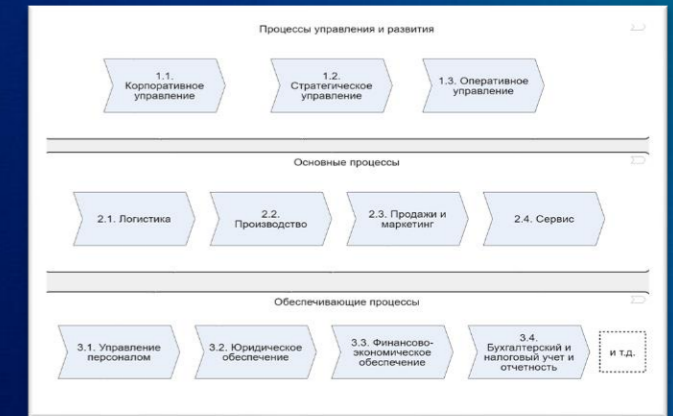 Процессы управления и развития
1.1.
Корпоративное
управление
1.2.
Стратегическое
управление
1.3. Оперативное
управление
Основные процессы
2.1. Логистика
2.2.
Производство
2.3. Продажи и
маркетинг
2.4. Сервис
Обеспечивающие процессы
3.1. Управление
персоналом
3.2. Юридическое
обеспечение
3.3. Финансово-
экономическое
обеспечение
3.4.
Бухгалтерский и
налоговый учет и
отчетность
и т.д.